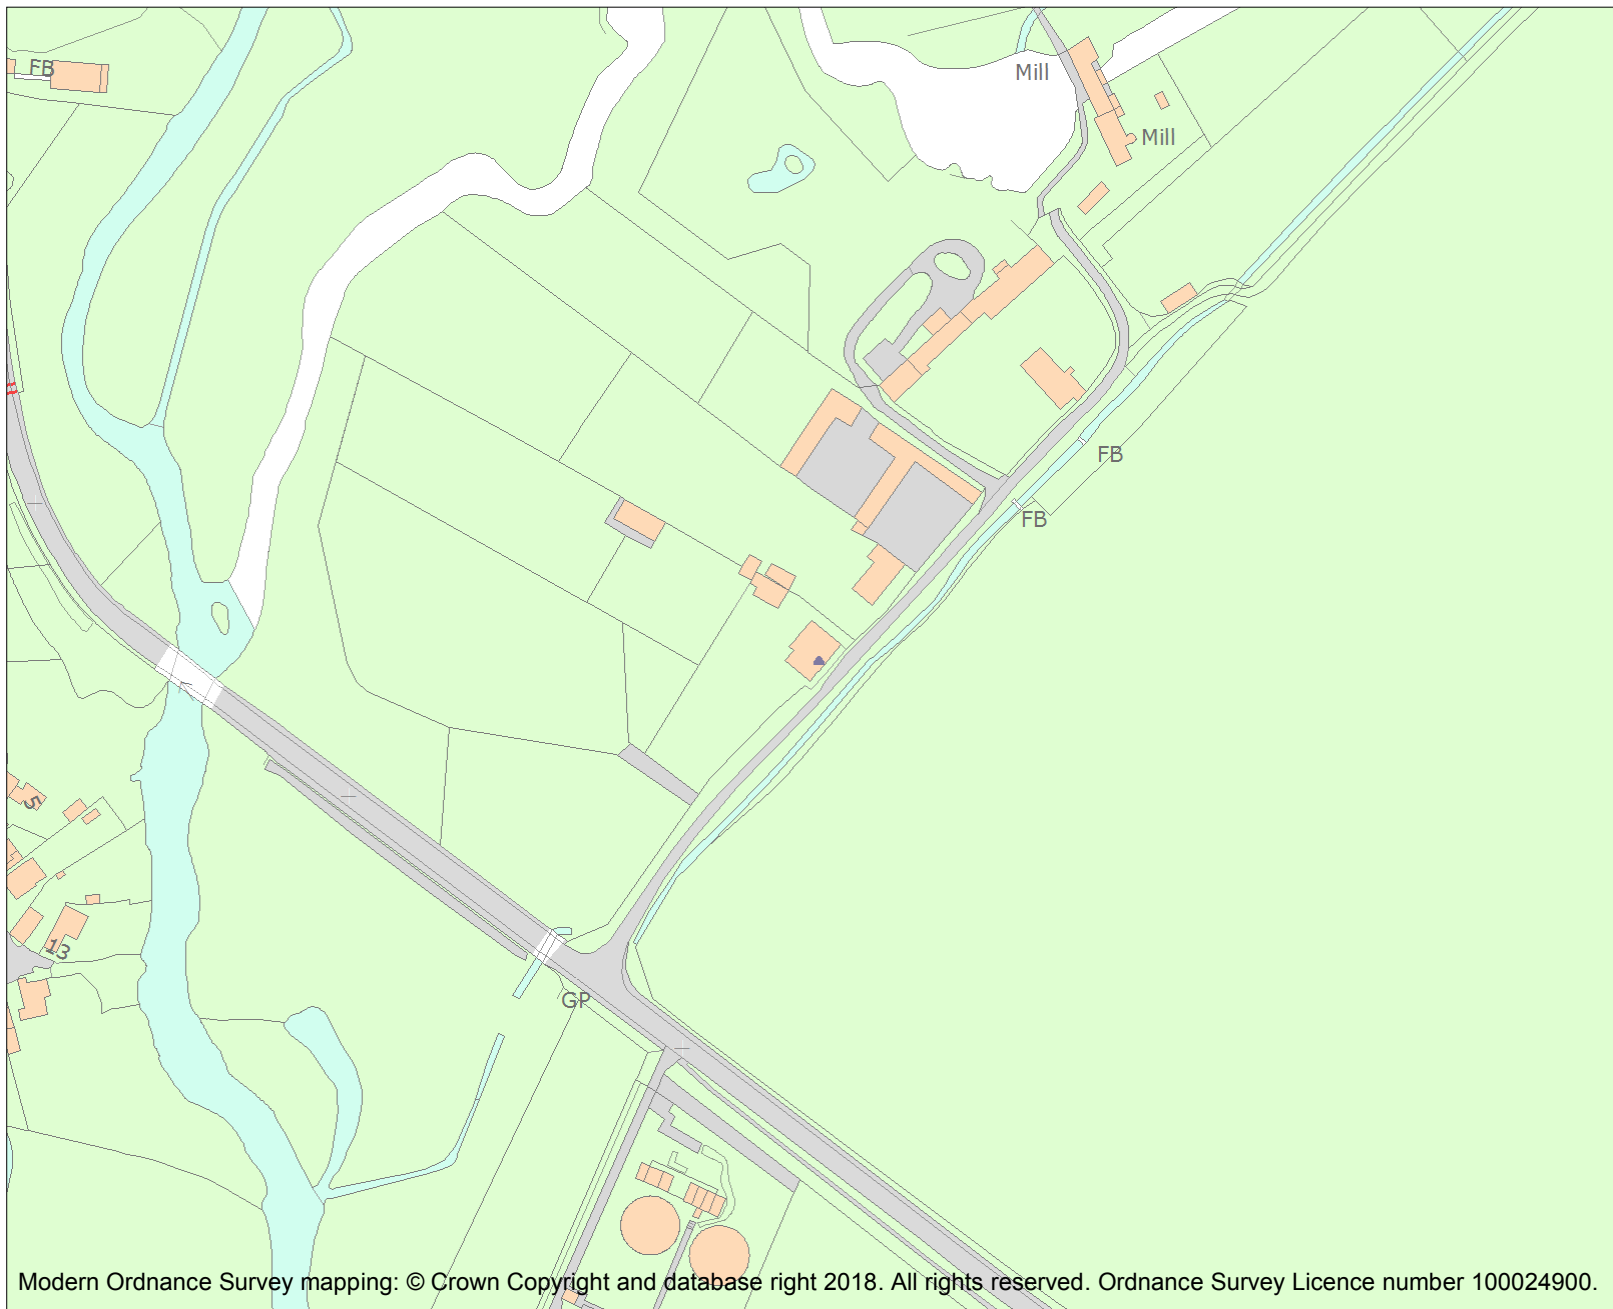 FB
Mill
Mill
FB
FB
5
13
GP
Modern Ordnance Survey mapping: © Crown Copyright and database right 2018. All rights reserved. Ordnance Survey Licence number 100024900.